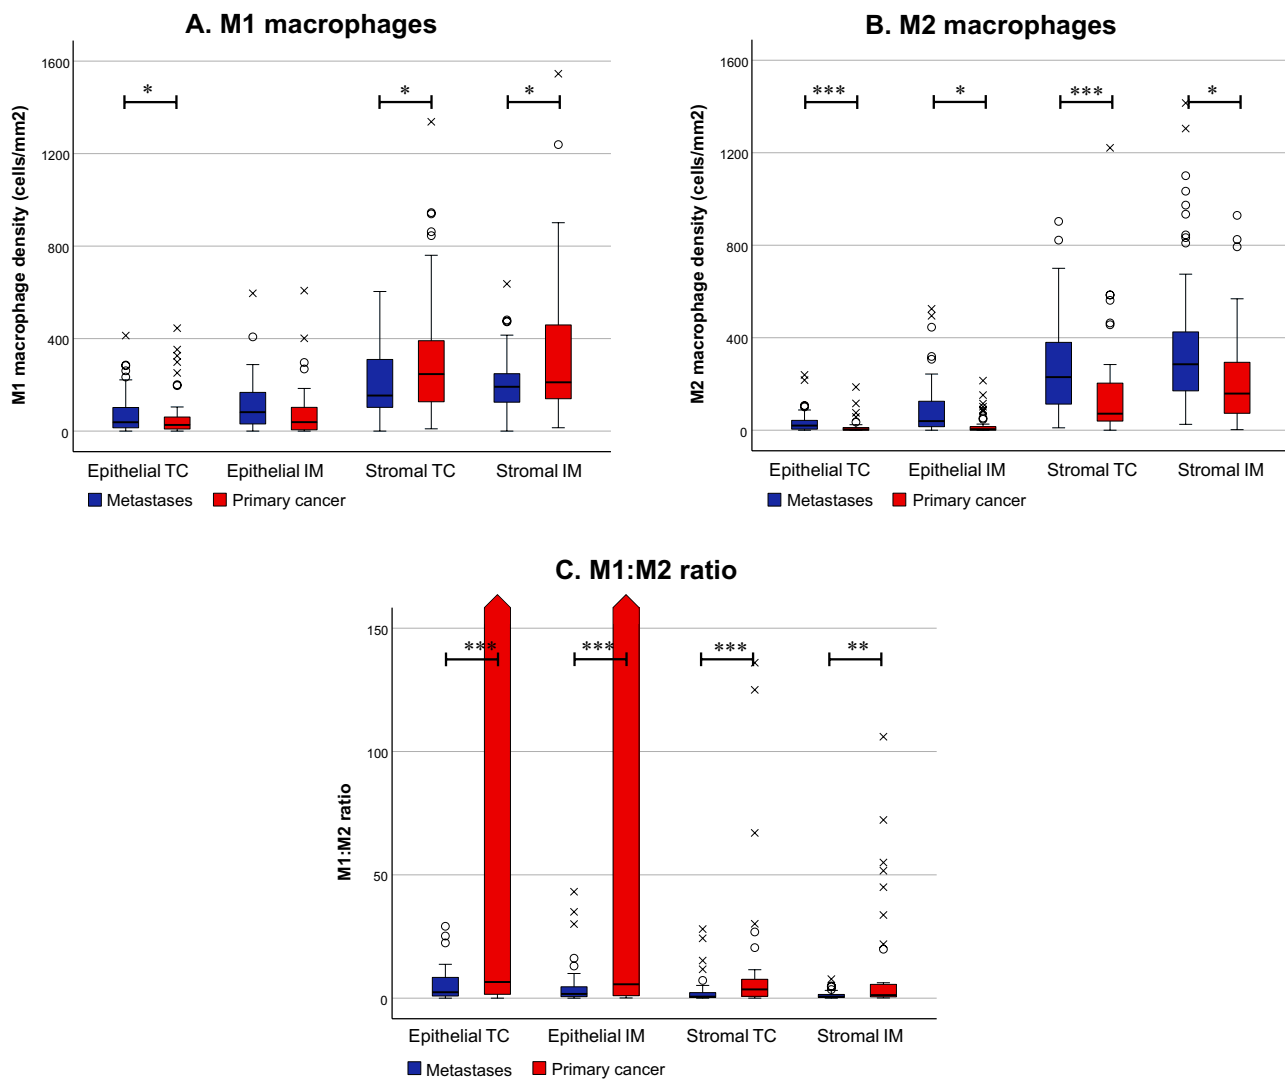 A. M1 macrophages
M1 macrophage density (cells/mm2)
1600
1200
800
400
0
*
*
*
Epithelial TC
Epithelial IM
Stromal TC
Stromal IM
Metastases
Primary cancer
B. M2 macrophages
M2 macrophage density (cells/mm2)
1600
1200
800
400
0
***
*
***
*
Epithelial TC
Epithelial IM
Stromal TC
Stromal IM
Metastases
Primary cancer
C. M1:M2 ratio
M1:M2 ratio
150
100
50
0
***
***
***
**
Epithelial TC
Epithelial IM
Stromal TC
Stromal IM
Metastases
Primary cancer